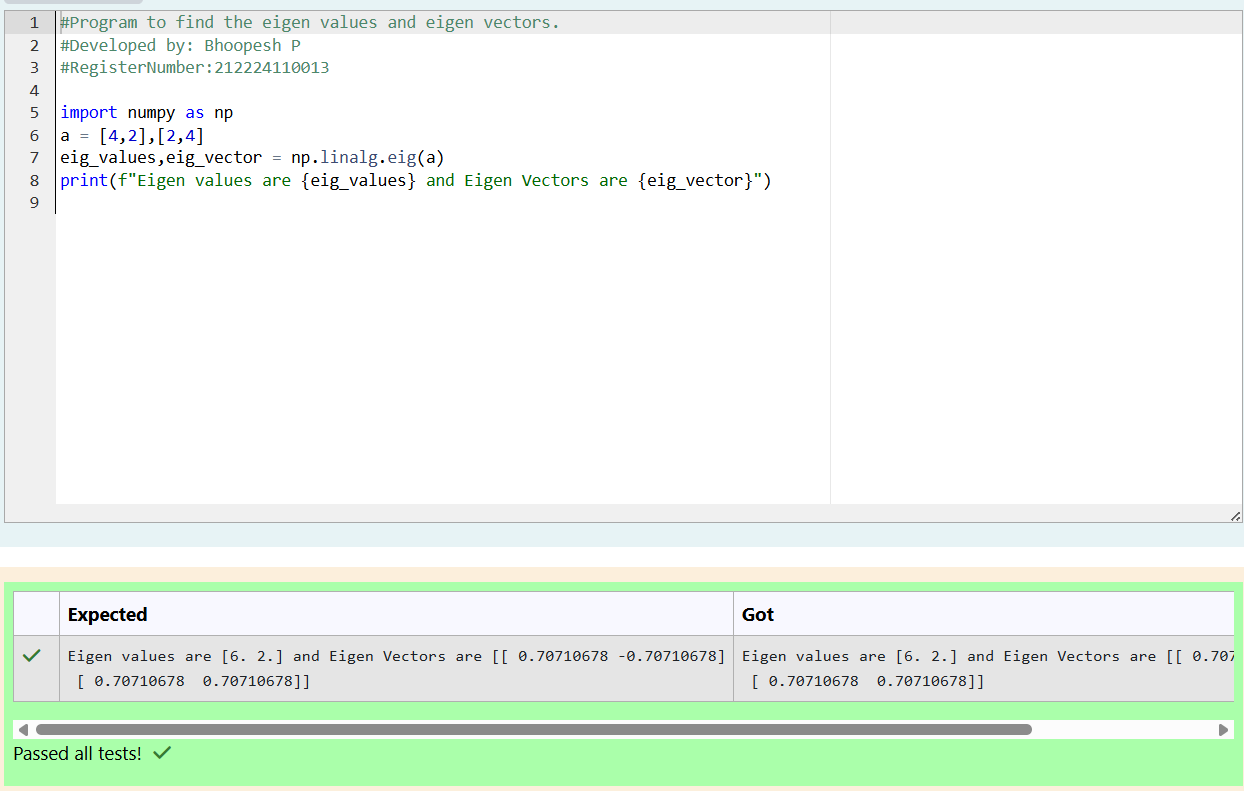 1 #Program to find the eigen values and eigen vectors.
2 #Developed by: Bhoopesh P
3 #RegisterNumber:212224110013
4
5 import numpy as np
6 a = [4,2],[2,4]
7 eig_values,eig_vector = np.linalg.eig(a)
8 print(f"Eigen values are {eig_values} and Eigen Vectors are {eig_vector}")
9
Expected Got
Eigen values are [6. 2.] and Eigen Vectors are [[ 0.70710678 -0.70710678] Eigen values are [6. 2.] and Eigen Vectors are [[ 0.707
[ 0.70710678  0.70710678]] [ 0.70710678  0.70710678]]
Passed all tests!